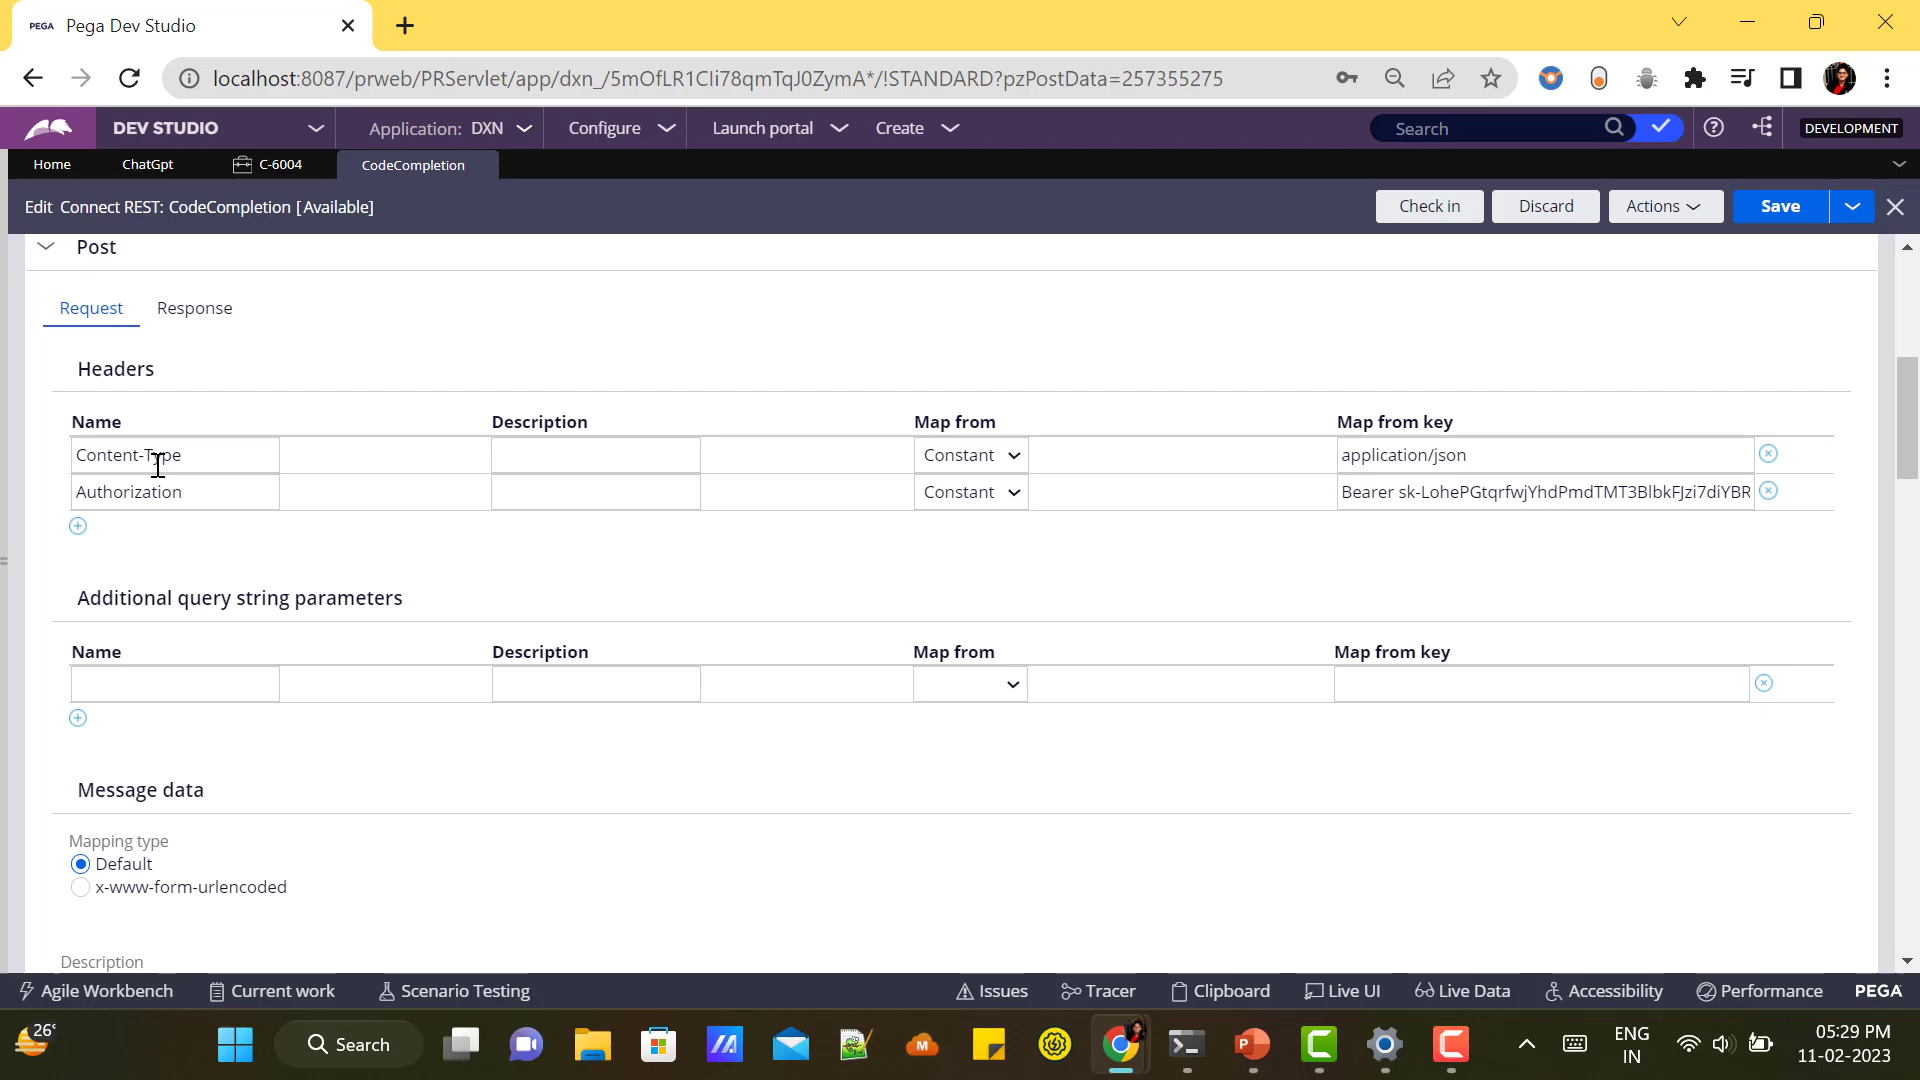 PEGA Pega Dev Studio
localhost:8087/prweb/PRServlet/app/dxn_/5mOfLR1CIi78qmTqJ0ZymA*/!STANDARD?pzPostData=257355275
DEV STUDIO Application: DXN Configure Launch portal Create Search DEVELOPMENT
Home ChatGpt C-6004 CodeCompletion
Edit Connect REST: CodeCompletion [Available] Check in Discard Actions Save
Post
Request Response
Headers
Name Description Map from Map from key
Content-Type Constant application/json
Authorization Constant Bearer sk-LohePGtqrfwjYhdPmdTMT3BlbkFJzi7diYBR
Additional query string parameters
Name Description Map from Map from key
Message data
Mapping type
Default
x-www-form-urlencoded
Description
Agile Workbench Current work Scenario Testing Issues Tracer Clipboard Live UI Live Data Accessibility Performance PEGA
26° Search ENG IN 05:29 PM
11-02-2023